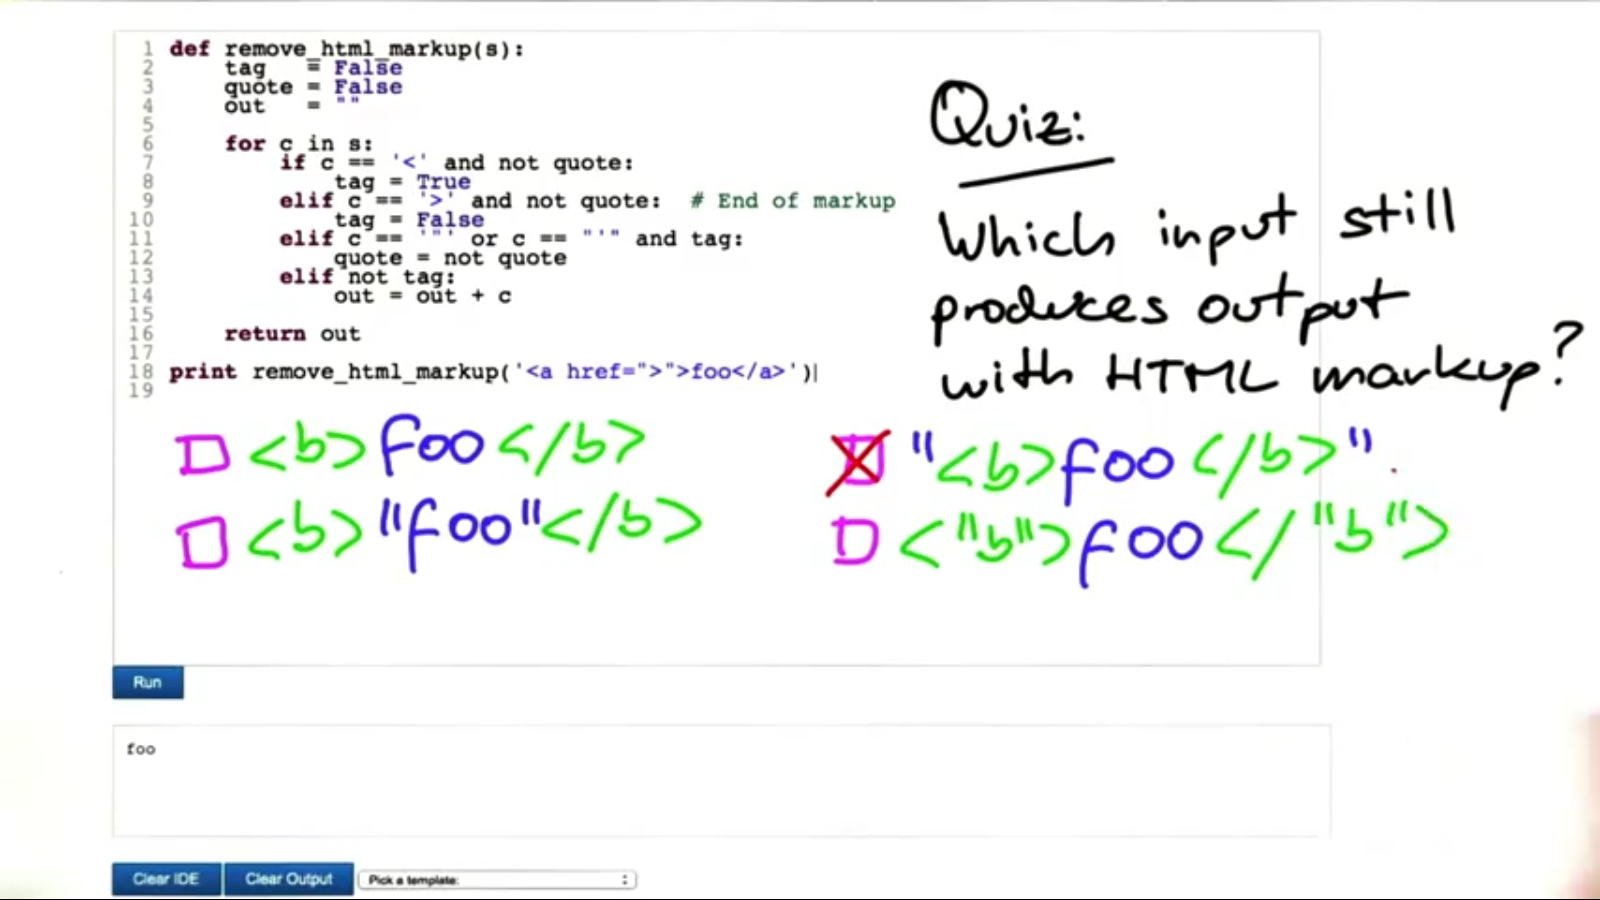 1 def remove_html_markup(s):
2 tag = False
3 quote = False
4 out = ""
5
6 for c in s:
7 if c == '<' and not quote:
8 tag = True
9 elif c == '>' and not quote: # End of markup
10 tag = False
11 elif c == '"' or c == "'" and tag:
12 quote = not quote
13 elif not tag:
14 out = out + c
15
16 return out
17
18 print remove_html_markup('<a href=">">foo</a>')
19
Quiz:
Which input still
produces output
with HTML markup?
<b>foo</b>
"<b>foo</b>"
<b>"foo"</b>
<"b">foo</"b">
Run
foo
Clear IDE
Clear Output
Pick a template: